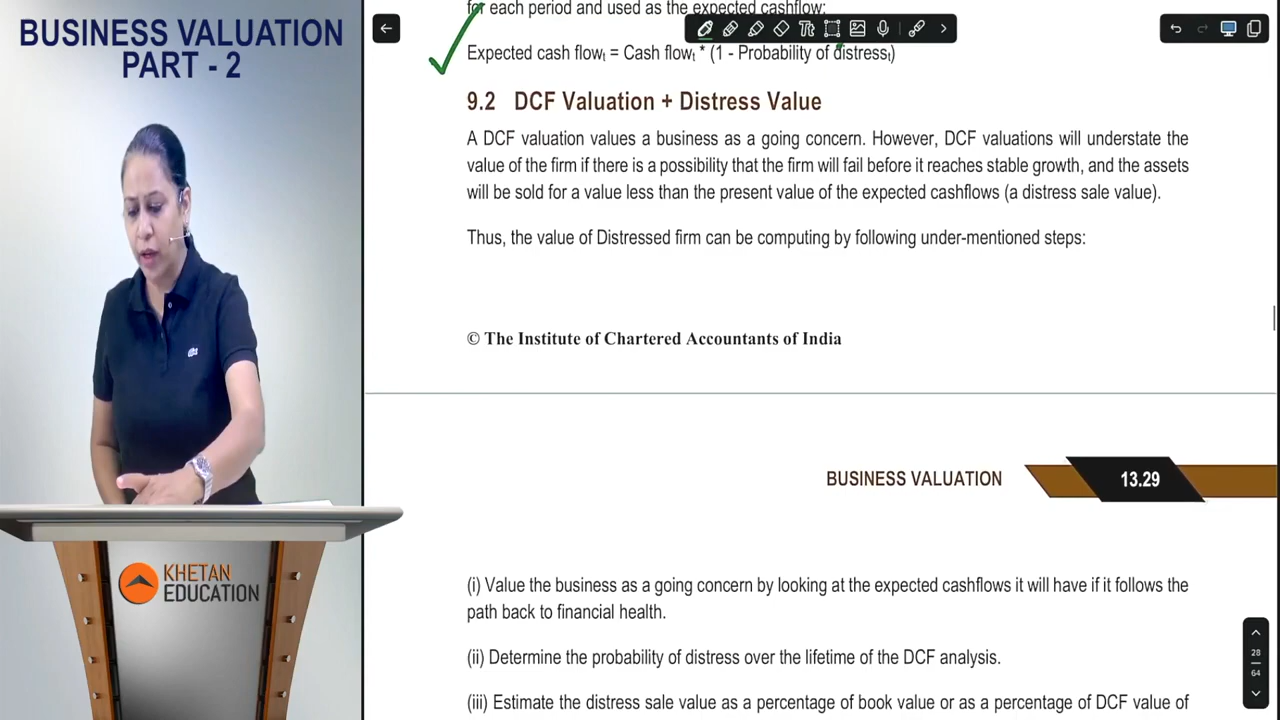 BUSINESS VALUATION
PART - 2
for each period and used as the expected cashflow:
Expected cash flowt = Cash flowt * (1 - Probability of distresst)
9.2 DCF Valuation + Distress Value
A DCF valuation values a business as a going concern. However, DCF valuations will understate the
value of the firm if there is a possibility that the firm will fail before it reaches stable growth, and the assets
will be sold for a value less than the present value of the expected cashflows (a distress sale value).
Thus, the value of Distressed firm can be computing by following under-mentioned steps:
© The Institute of Chartered Accountants of India
BUSINESS VALUATION 13.29
(i) Value the business as a going concern by looking at the expected cashflows it will have if it follows the
path back to financial health.
(ii) Determine the probability of distress over the lifetime of the DCF analysis.
(iii) Estimate the distress sale value as a percentage of book value or as a percentage of DCF value of
KHETAN
EDUCATION
28
64